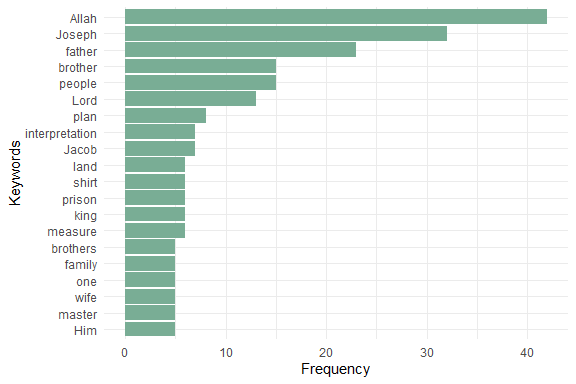 Allah
Joseph
father
brother
people
Lord
plan
interpretation
Jacob
land
shirt
prison
king
measure
brothers
family
one
wife
master
Him
Keywords
0 10 20 30 40
Frequency